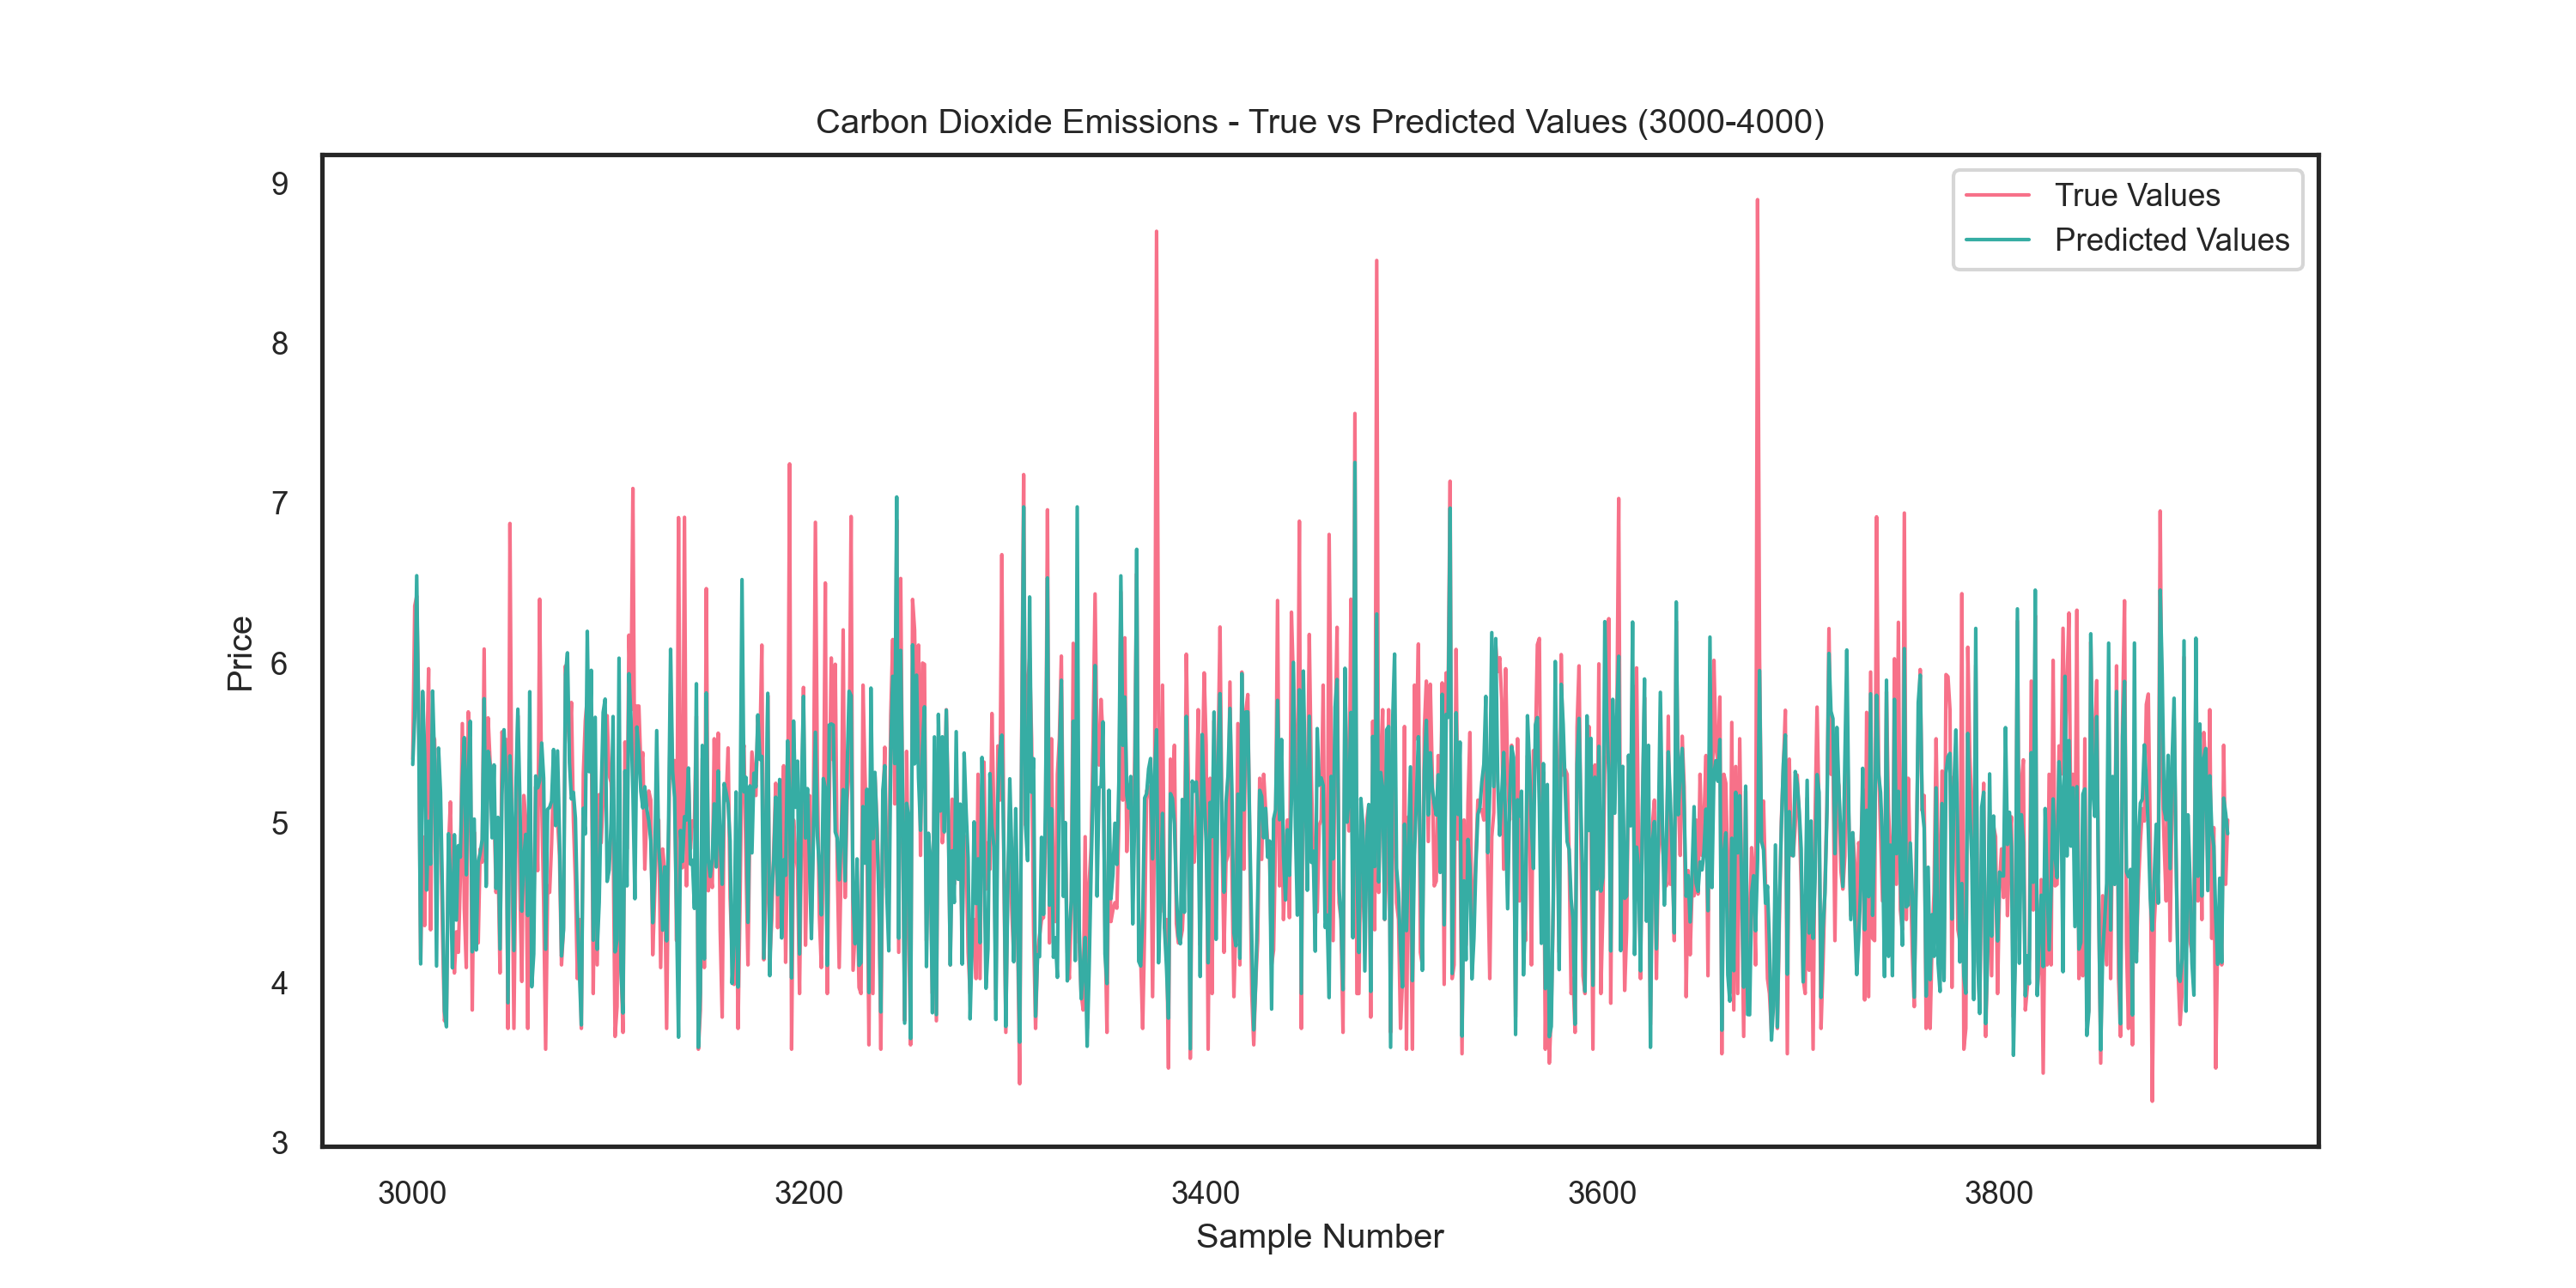 Carbon Dioxide Emissions - True vs Predicted Values (3000-4000)
True Values
Predicted Values
9
8
7
6
5
4
3
Price
3000 3200 3400 3600 3800
Sample Number